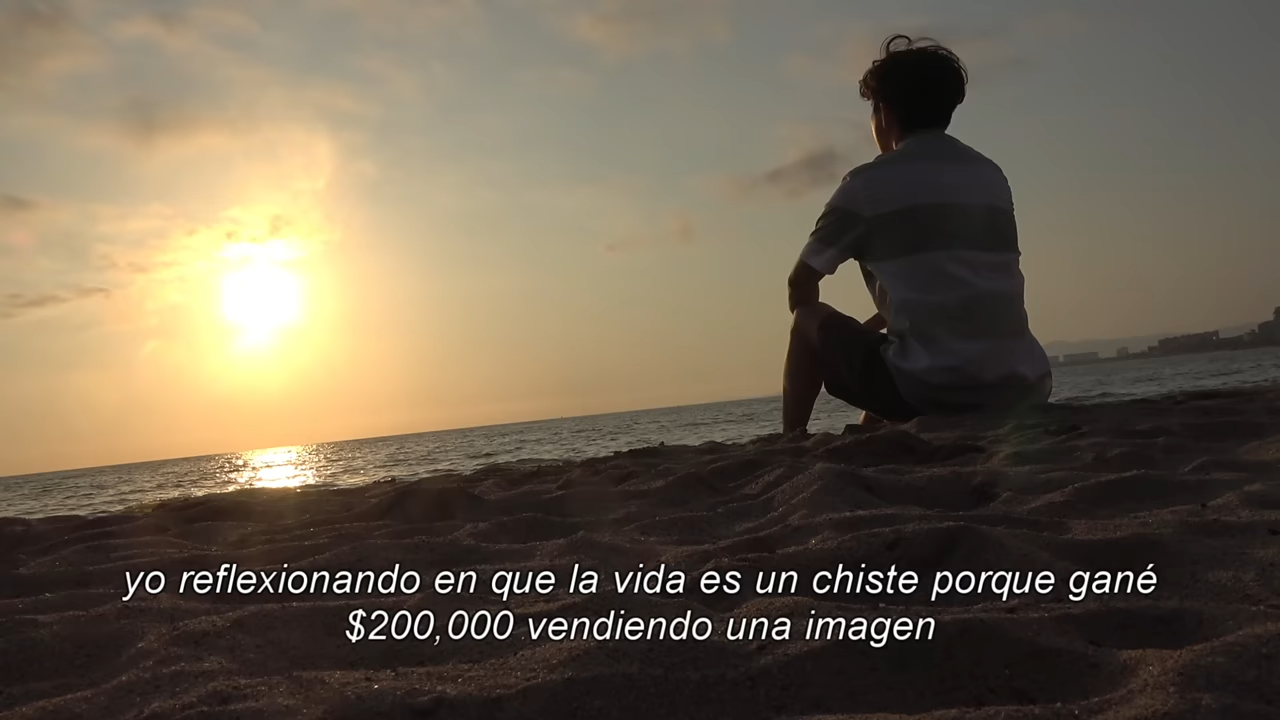 yo reflexionando en que la vida es un chiste porque gané
$200,000 vendiendo una imagen